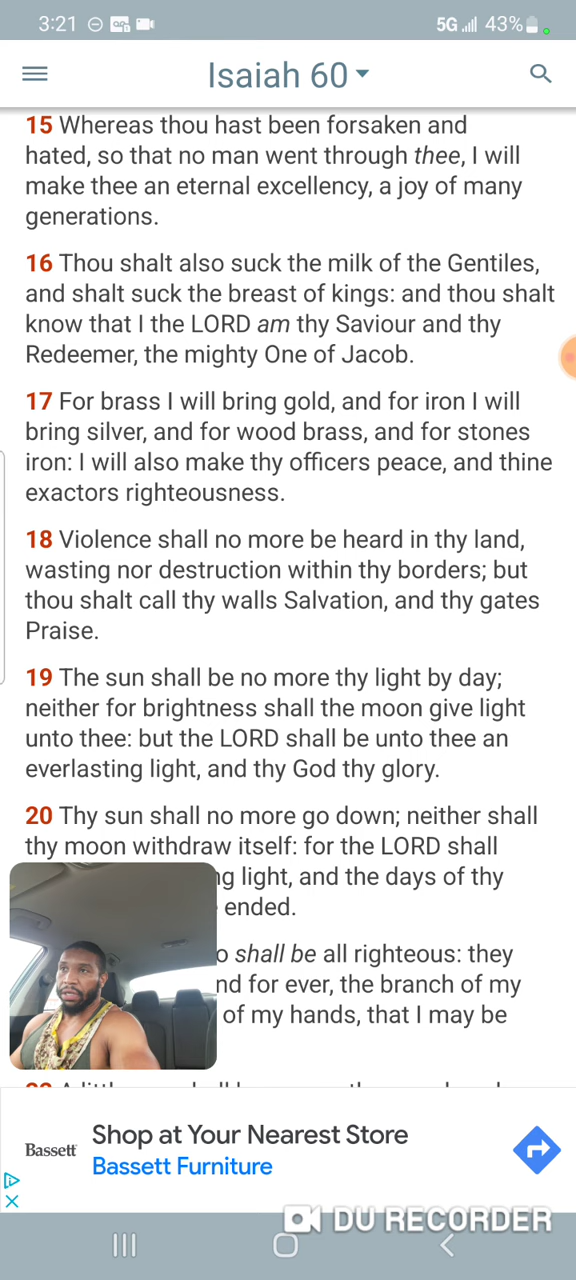 3:21 5G 43%
Isaiah 60
15 Whereas thou hast been forsaken and
hated, so that no man went through thee, I will
make thee an eternal excellency, a joy of many
generations.
16 Thou shalt also suck the milk of the Gentiles,
and shalt suck the breast of kings: and thou shalt
know that I the LORD am thy Saviour and thy
Redeemer, the mighty One of Jacob.
17 For brass I will bring gold, and for iron I will
bring silver, and for wood brass, and for stones
iron: I will also make thy officers peace, and thine
exactors righteousness.
18 Violence shall no more be heard in thy land,
wasting nor destruction within thy borders; but
thou shalt call thy walls Salvation, and thy gates
Praise.
19 The sun shall be no more thy light by day;
neither for brightness shall the moon give light
unto thee: but the LORD shall be unto thee an
everlasting light, and thy God thy glory.
20 Thy sun shall no more go down; neither shall
thy moon withdraw itself: for the LORD shall
light, and the days of thy
ended.
shall be all righteous: they
for ever, the branch of my
of my hands, that I may be
Bassett
Shop at Your Nearest Store
Bassett Furniture
DU RECORDER